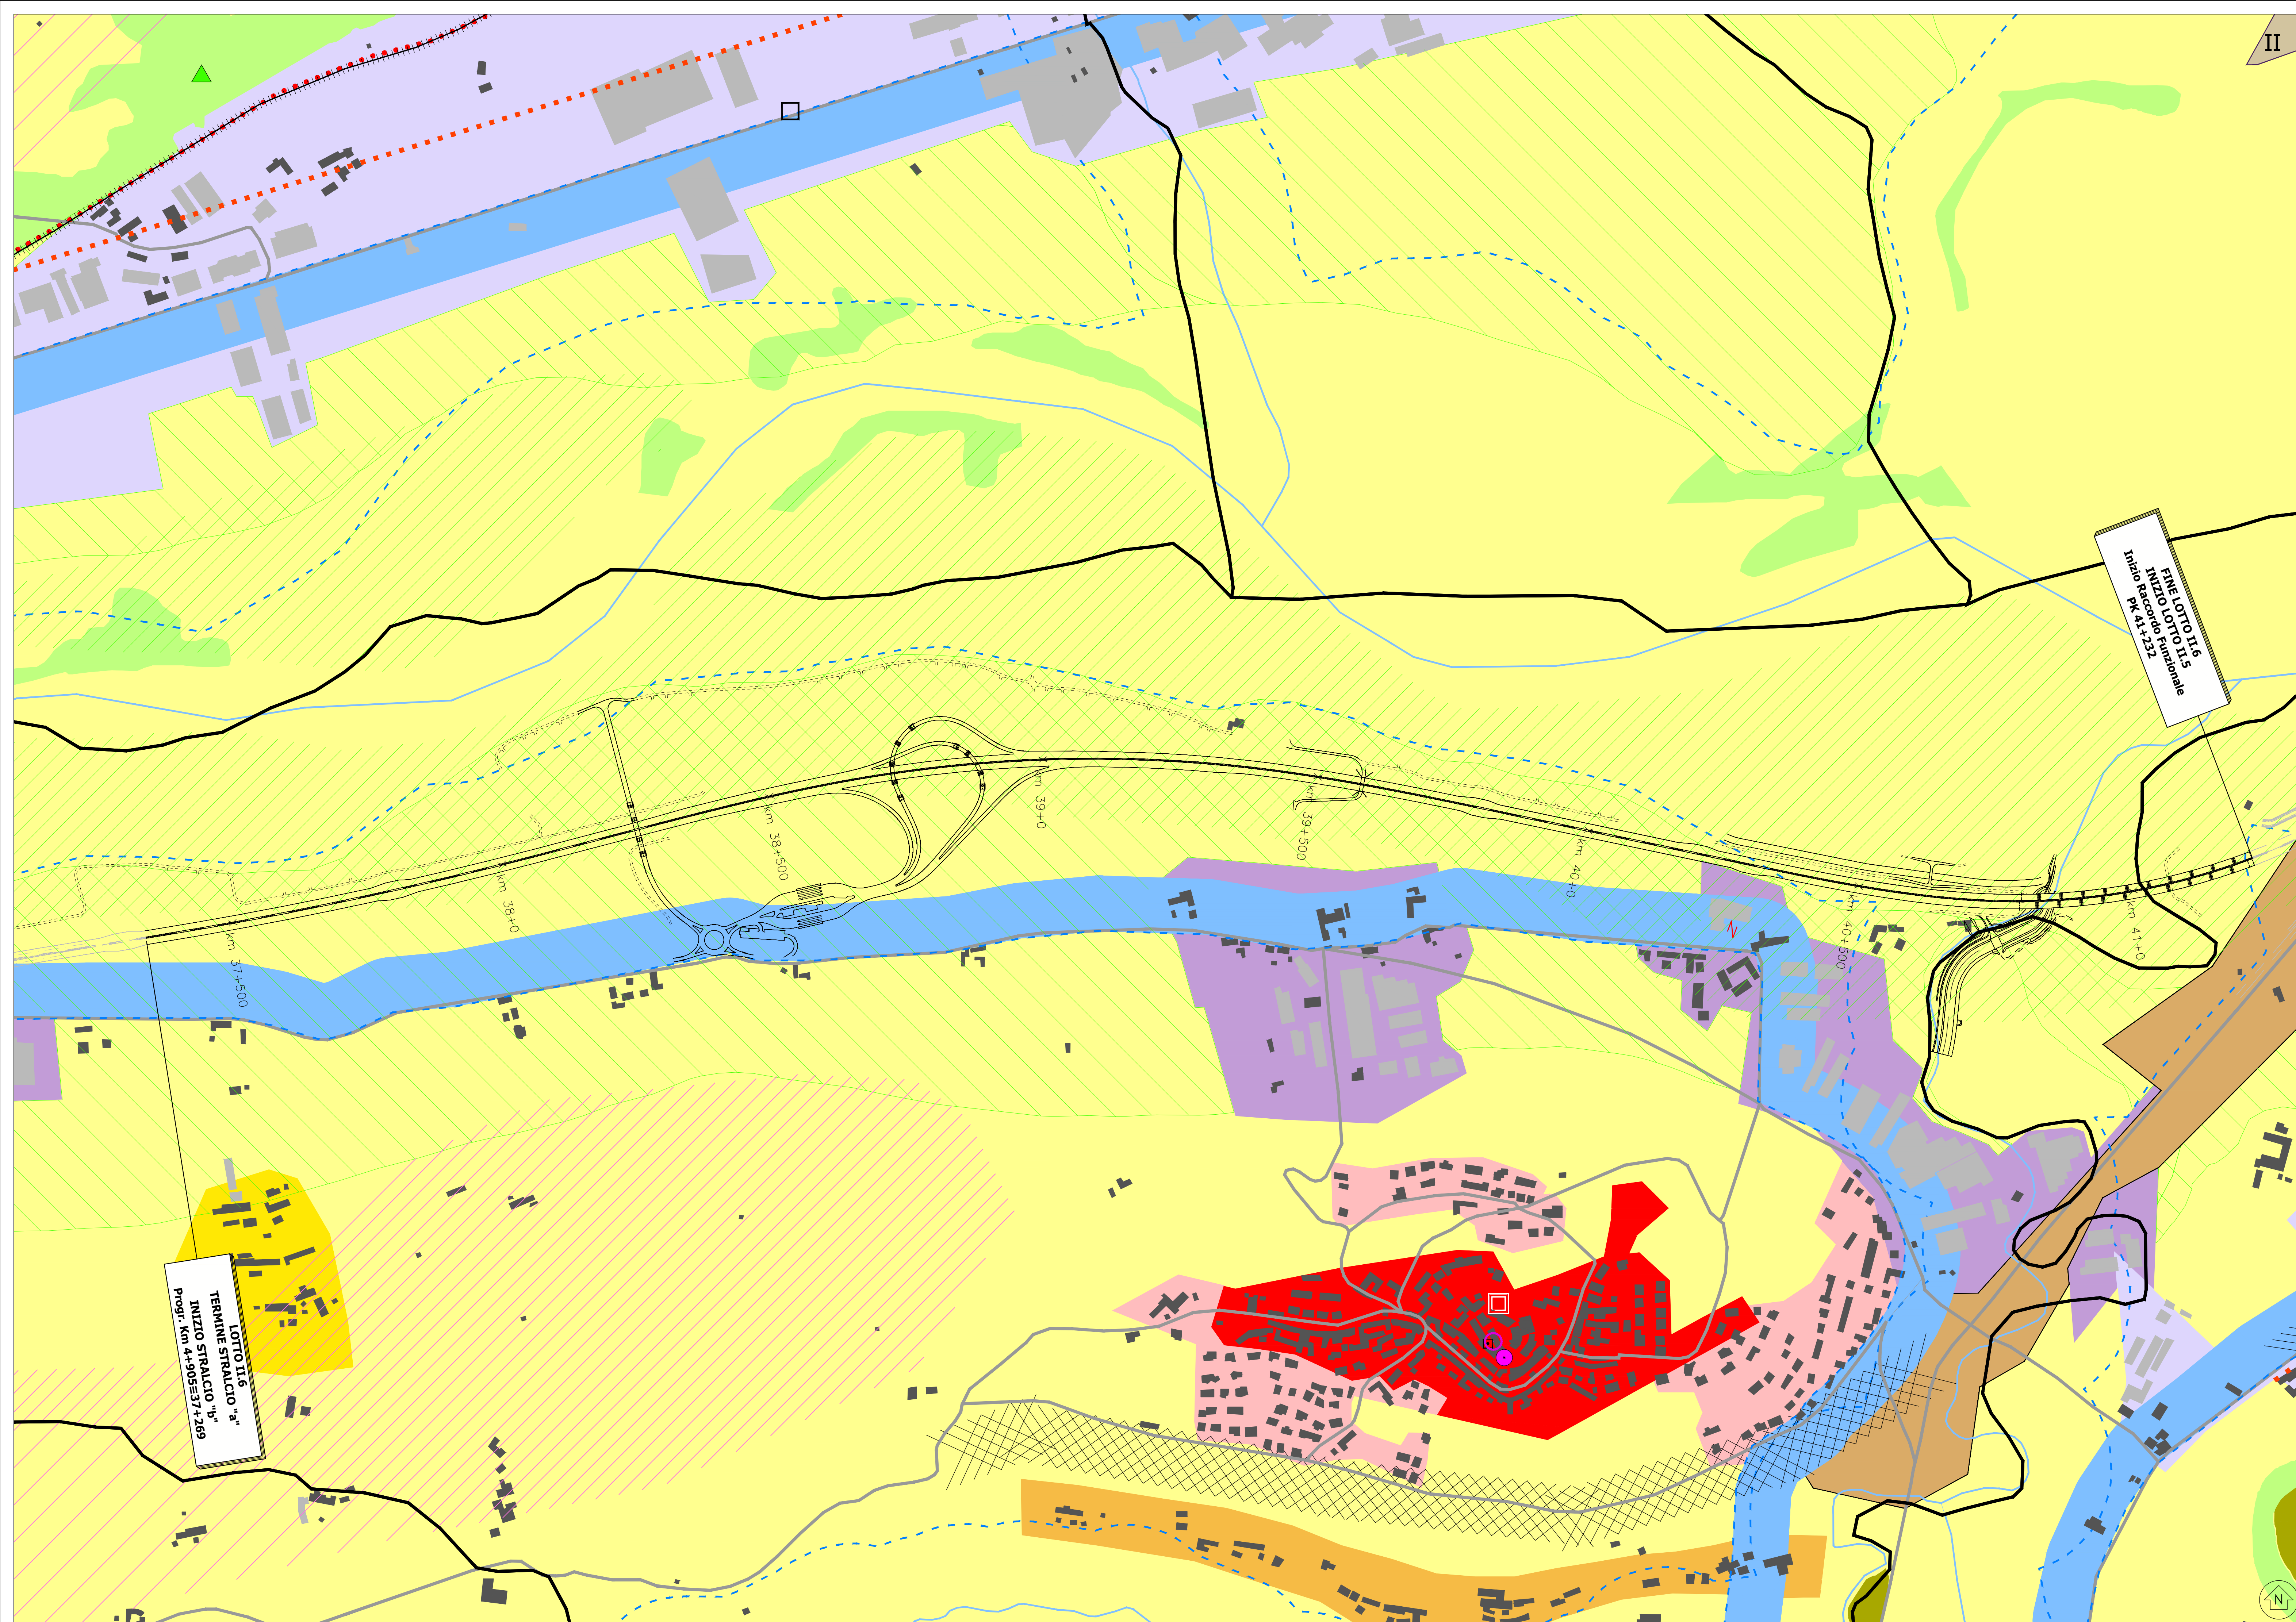 II
FINE LOTTO II.6
INIZIO LOTTO II.5
Inizio Raccordo Funzionale
PK 41+232
km 37+500
km 38+0
km 38+500
km 39+0
km 39+500
km 40+0
km 40+500
km 41+0
N
LOTTO II.6
TERMINE STRALCIO "a"
INIZIO STRALCIO "b"
Progr. Km 4+905≡37+269
N